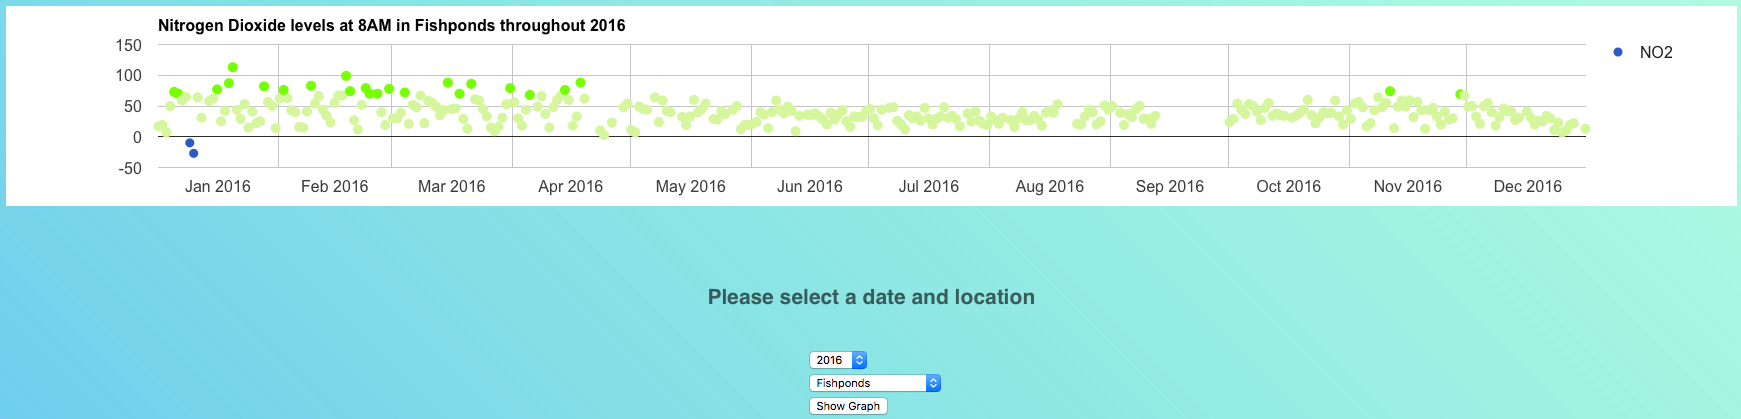 Nitrogen Dioxide levels at 8AM in Fishponds throughout 2016
150
100
50
0
-50
NO2
Jan 2016 Feb 2016 Mar 2016 Apr 2016 May 2016 Jun 2016 Jul 2016 Aug 2016 Sep 2016 Oct 2016 Nov 2016 Dec 2016
Please select a date and location
2016
Fishponds
Show Graph